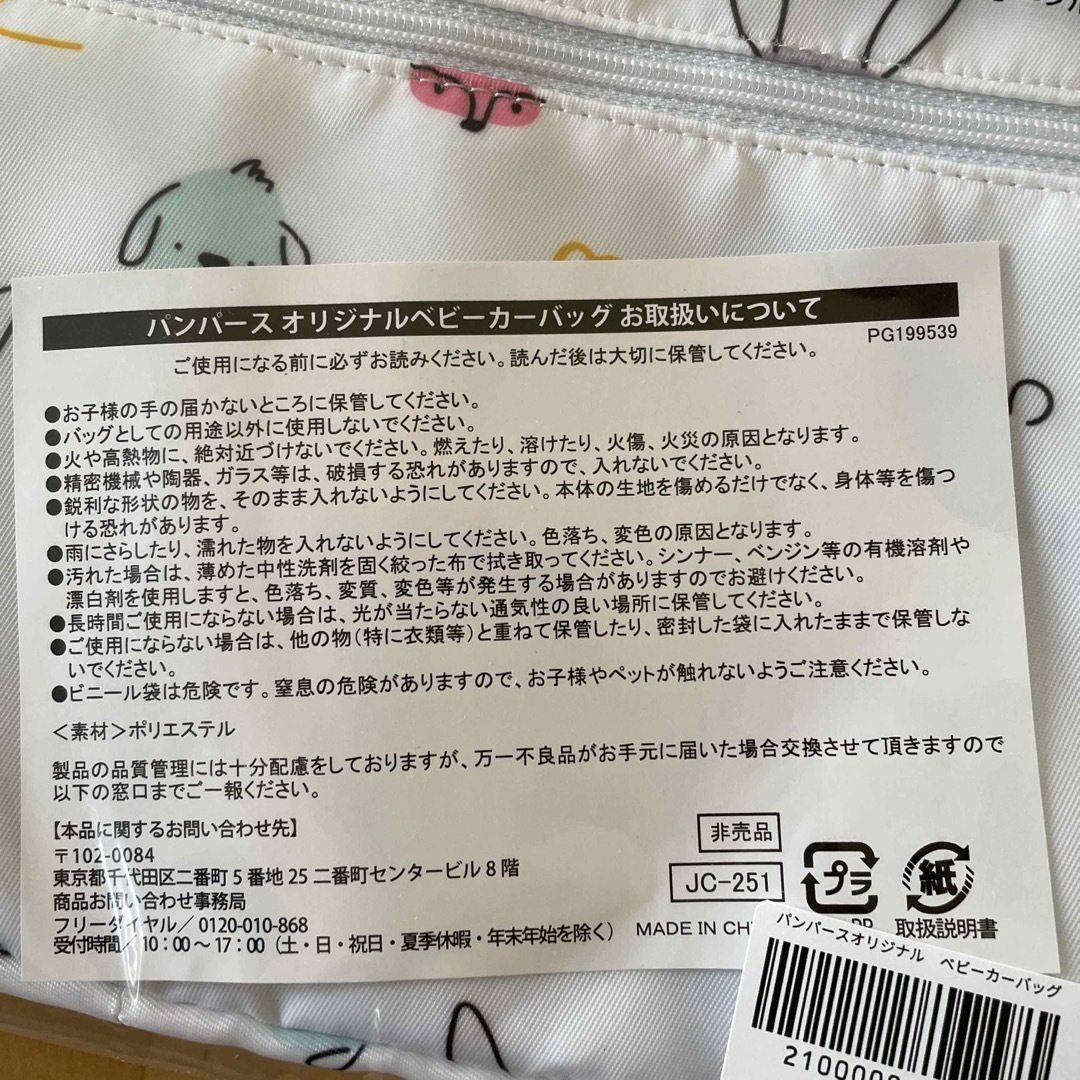 パンパース オリジナルベビーカーバッグ お取扱いについて
PG199539
ご使用になる前に必ずお読みください。読んだ後は大切に保管してください。
●お子様の手の届かないところに保管してください。
●バッグとしての用途以外に使用しないでください。
●火や高熱物に、絶対近づけないでください。燃えたり、溶けたり、火傷、火災の原因となります。
●精密機械や陶器、ガラス等は、破損する恐れがありますので、入れないでください。
●鋭利な形状の物を、そのまま入れないようにしてください。本体の生地を傷めるだけでなく、身体等を傷つ
ける恐れがあります。
●雨にさらしたり、濡れた物を入れないようにしてください。色落ち、変色の原因となります。
●汚れた場合は、薄めた中性洗剤を固く絞った布で拭き取ってください。シンナー、ベンジン等の有機溶剤や
漂白剤を使用しますと、色落ち、変質、変色等が発生する場合がありますのでお避けください。
●長時間ご使用にならない場合は、光が当たらない通気性の良い場所に保管してください。
●ご使用にならない場合は、他の物(特に衣類等)と重ねて保管したり、密封した袋に入れたままで保管しな
いでください。
●ビニール袋は危険です。窒息の危険がありますので、お子様やペットが触れないようご注意ください。
＜素材＞ポリエステル
製品の品質管理には十分配慮をしておりますが、万一不良品がお手元に届いた場合交換させて頂きますので
以下の窓口までご一報ください。
【本品に関するお問い合わせ先】
〒102-0084
東京都千代田区二番町5番地25 二番町センタービル8階
商品お問い合わせ事務局
フリーダイヤル／0120-010-868
受付時間／10:00～17:00(土・日・祝日・夏季休暇・年末年始を除く)
非売品
JC-251
MADE IN CH
プラ
紙
取扱説明書
パンパースオリジナル ベビーカーバッグ